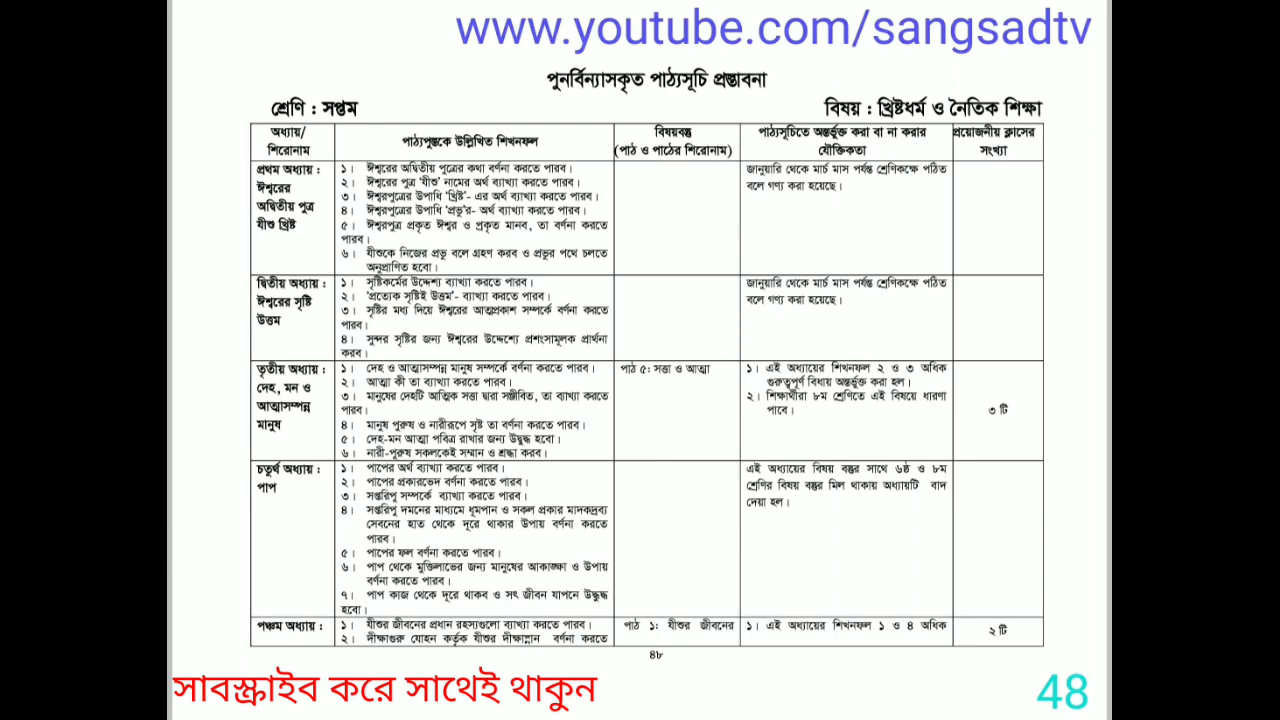 www.youtube.com/sangsadtv
পুনর্বিন্যাসকৃত পাঠ্যসূচি প্রস্তাবনা
শ্রেণি : সপ্তম
বিষয় : খ্রিষ্টধর্ম ও নৈতিক শিক্ষা
অধ্যায়/
শিরোনাম
পাঠ্যপুস্তকে উল্লিখিত শিখনফল
বিষয়বস্তু
(পাঠ ও পাঠের শিরোনাম)
পাঠ্যসূচিতে অন্তর্ভুক্ত করা বা না করার
যৌক্তিকতা
প্রয়োজনীয় ক্লাসের
সংখ্যা
প্রথম অধ্যায় :
ঈশ্বরের
অদ্বিতীয় পুত্র
যীশু খ্রিষ্ট
১। ঈশ্বরের অদ্বিতীয় পুত্রের কথা বর্ণনা করতে পারব।
২। ঈশ্বরের পুত্র 'যীশু' নামের অর্থ ব্যাখ্যা করতে পারব।
৩। ঈশ্বরপুত্রের উপাধি 'খ্রিষ্ট'- এর অর্থ ব্যাখ্যা করতে পারব।
৪। ঈশ্বরপুত্রের উপাধি 'প্রভু'র- অর্থ ব্যাখ্যা করতে পারব।
৫। ঈশ্বরপুত্র প্রকৃত ঈশ্বর ও প্রকৃত মানব, তা বর্ণনা করতে
পারব।
৬। যীশুকে নিজের প্রভু বলে গ্রহণ করব ও প্রভুর পথে চলতে
অনুপ্রাণিত হবো।
জানুয়ারি থেকে মার্চ মাস পর্যন্ত শ্রেণিকক্ষে পঠিত
বলে গণ্য করা হয়েছে।
দ্বিতীয় অধ্যায় :
ঈশ্বরের সৃষ্টি
উত্তম
১। সৃষ্টিকর্মের উদ্দেশ্য ব্যাখ্যা করতে পারব।
২। 'প্রত্যেক সৃষ্টিই উত্তম'- ব্যাখ্যা করতে পারব।
৩। সৃষ্টির মধ্য দিয়ে ঈশ্বরের আত্মপ্রকাশ সম্পর্কে বর্ণনা করতে
পারব।
৪। সুন্দর সৃষ্টির জন্য ঈশ্বরের উদ্দেশ্যে প্রশংসামূলক প্রার্থনা
করব।
জানুয়ারি থেকে মার্চ মাস পর্যন্ত শ্রেণিকক্ষে পঠিত
বলে গণ্য করা হয়েছে।
তৃতীয় অধ্যায় :
দেহ, মন ও
আত্মাসম্পন্ন
মানুষ
১। দেহ ও আত্মাসম্পন্ন মানুষ সম্পর্কে বর্ণনা করতে পারব।
২। আত্মা কী তা ব্যাখ্যা করতে পারব।
৩। মানুষের দেহটি আত্মিক সত্তা দ্বারা সঞ্জীবিত, তা ব্যাখ্যা করতে
পারব।
৪। মানুষ পুরুষ ও নারীরূপে সৃষ্ট তা বর্ণনা করতে পারব।
৫। দেহ-মন আত্মা পবিত্র রাখার জন্য উদ্বুদ্ধ হবো।
৬। নারী-পুরুষ সকলকেই সম্মান ও শ্রদ্ধা করব।
পাঠ ৫: সত্তা ও আত্মা
১। এই অধ্যায়ের শিখনফল ২ ও ৩ অধিক
গুরুত্বপূর্ণ বিধায় অন্তর্ভুক্ত করা হল।
২। শিক্ষার্থীরা ৮ম শ্রেণিতে এই বিষয়ে ধারণা
পাবে।
৩ টি
চতুর্থ অধ্যায় :
পাপ
১। পাপের অর্থ ব্যাখ্যা করতে পারব।
২। পাপের প্রকারভেদ বর্ণনা করতে পারব।
৩। সপ্তরিপু সম্পর্কে ব্যাখ্যা করতে পারব।
৪। সপ্তরিপু দমনের মাধ্যমে ধূমপান ও সকল প্রকার মাদকদ্রব্য
সেবনের হাত থেকে দূরে থাকার উপায় বর্ণনা করতে
পারব।
৫। পাপের ফল বর্ণনা করতে পারব।
৬। পাপ থেকে মুক্তিলাভের জন্য মানুষের আকাঙ্ক্ষা ও উপায়
বর্ণনা করতে পারব।
৭। পাপ কাজ থেকে দূরে থাকব ও সৎ জীবন যাপনে উদ্বুদ্ধ
হবো।
এই অধ্যায়ের বিষয় বস্তুর সাথে ৬ষ্ঠ ও ৮ম
শ্রেণির বিষয় বস্তুর মিল থাকায় অধ্যায়টি বাদ
দেয়া হল।
পঞ্চম অধ্যায় :
১। যীশুর জীবনের প্রধান রহস্যগুলো ব্যাখ্যা করতে পারব।
২। দীক্ষাগুরু যোহন কর্তৃক যীশুর দীক্ষাস্নান বর্ণনা করতে
পাঠ ১: যীশুর জীবনের
১। এই অধ্যায়ের শিখনফল ১ ও ৪ অধিক
২ টি
৪৮
সাবস্ক্রাইব করে সাথেই থাকুন
48